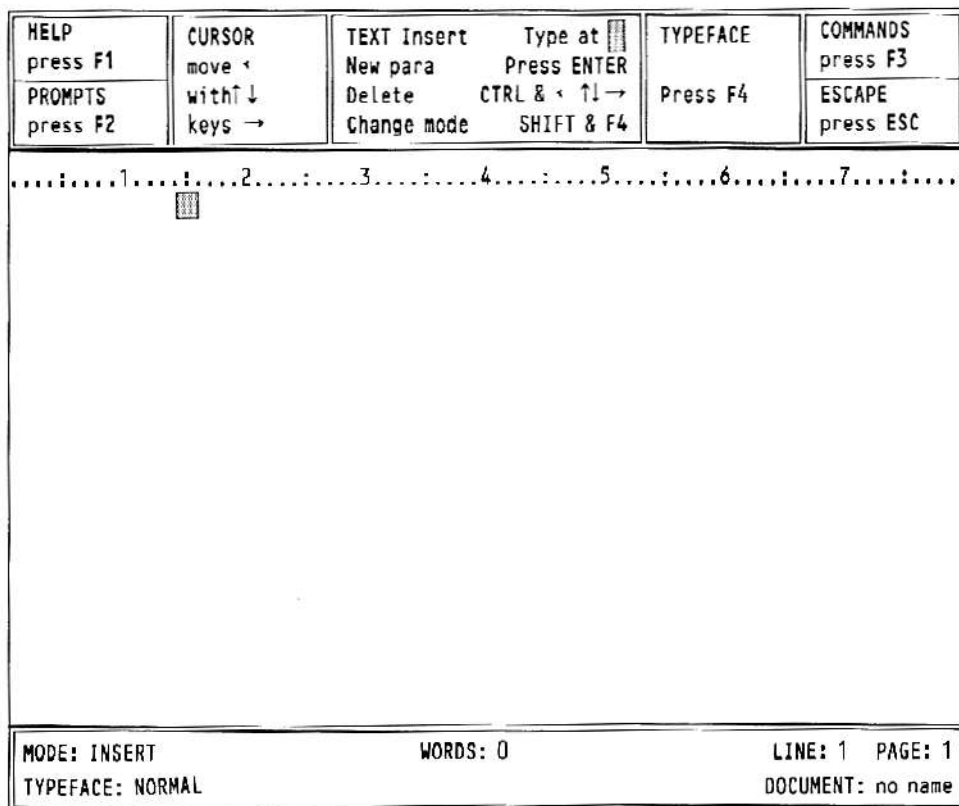 HELP
press F1
PROMPTS
press F2
CURSOR
move ‹
with↑↓
keys →
TEXT Insert Type at
New para Press ENTER
Delete CTRL & ‹ ↑↓→
Change mode SHIFT & F4
TYPEFACE
Press F4
COMMANDS
press F3
ESCAPE
press ESC
....:....1....:....2....:....3....:....4....:....5....:....6....:....7....:....
MODE: INSERT WORDS: 0 LINE: 1 PAGE: 1
TYPEFACE: NORMAL DOCUMENT: no name